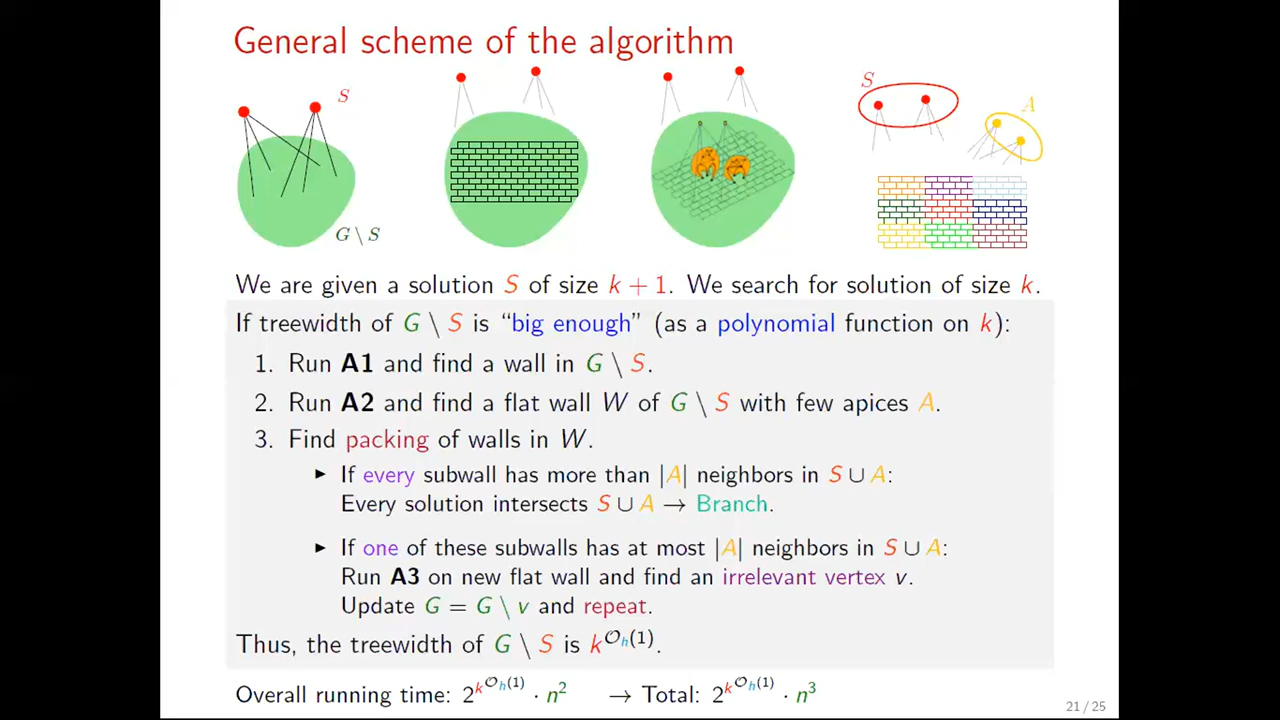 General scheme of the algorithm
S
G \ S
S
A
We are given a solution S of size k + 1. We search for solution of size k.
If treewidth of G \ S is “big enough” (as a polynomial function on k):
1. Run A1 and find a wall in G \ S.
2. Run A2 and find a flat wall W of G \ S with few apices A.
3. Find packing of walls in W.
▶ If every subwall has more than |A| neighbors in S ∪ A:
Every solution intersects S ∪ A → Branch.
▶ If one of these subwalls has at most |A| neighbors in S ∪ A:
Run A3 on new flat wall and find an irrelevant vertex v.
Update G = G \ v and repeat.
Thus, the treewidth of G \ S is k^{𝒪_h(1)}.
Overall running time: 2^{k^{𝒪_h(1)}} · n^2 → Total: 2^{k^{𝒪_h(1)}} · n^3
21 / 25